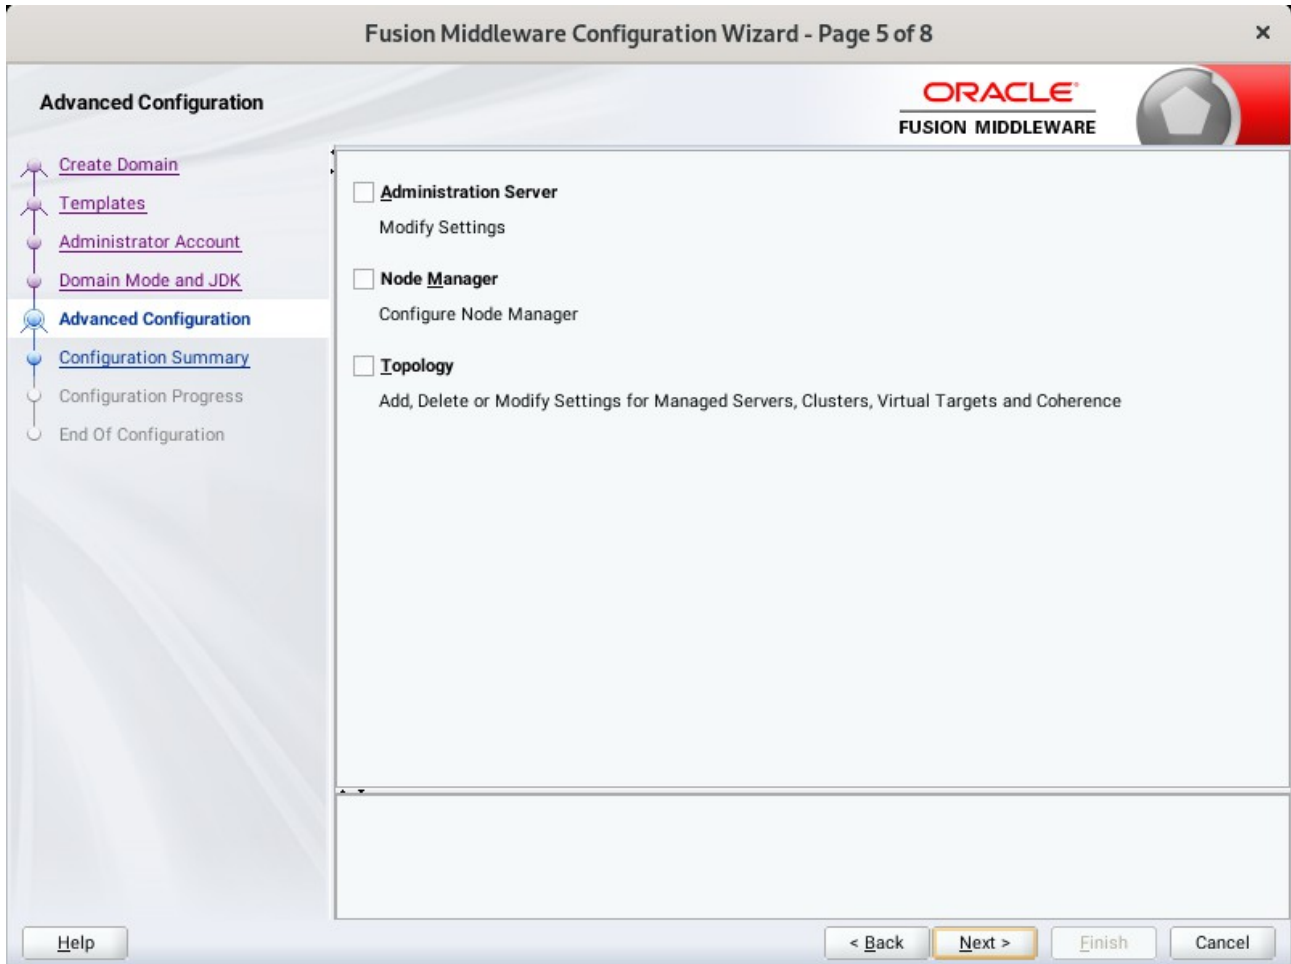 Fusion Middleware Configuration Wizard - Page 5 of 8
Advanced Configuration
ORACLE
FUSION MIDDLEWARE
Create Domain
Templates
Administrator Account
Domain Mode and JDK
Advanced Configuration
Configuration Summary
Configuration Progress
End Of Configuration
Administration Server
Modify Settings
Node Manager
Configure Node Manager
Topology
Add, Delete or Modify Settings for Managed Servers, Clusters, Virtual Targets and Coherence
Help
< Back
Next >
Finish
Cancel